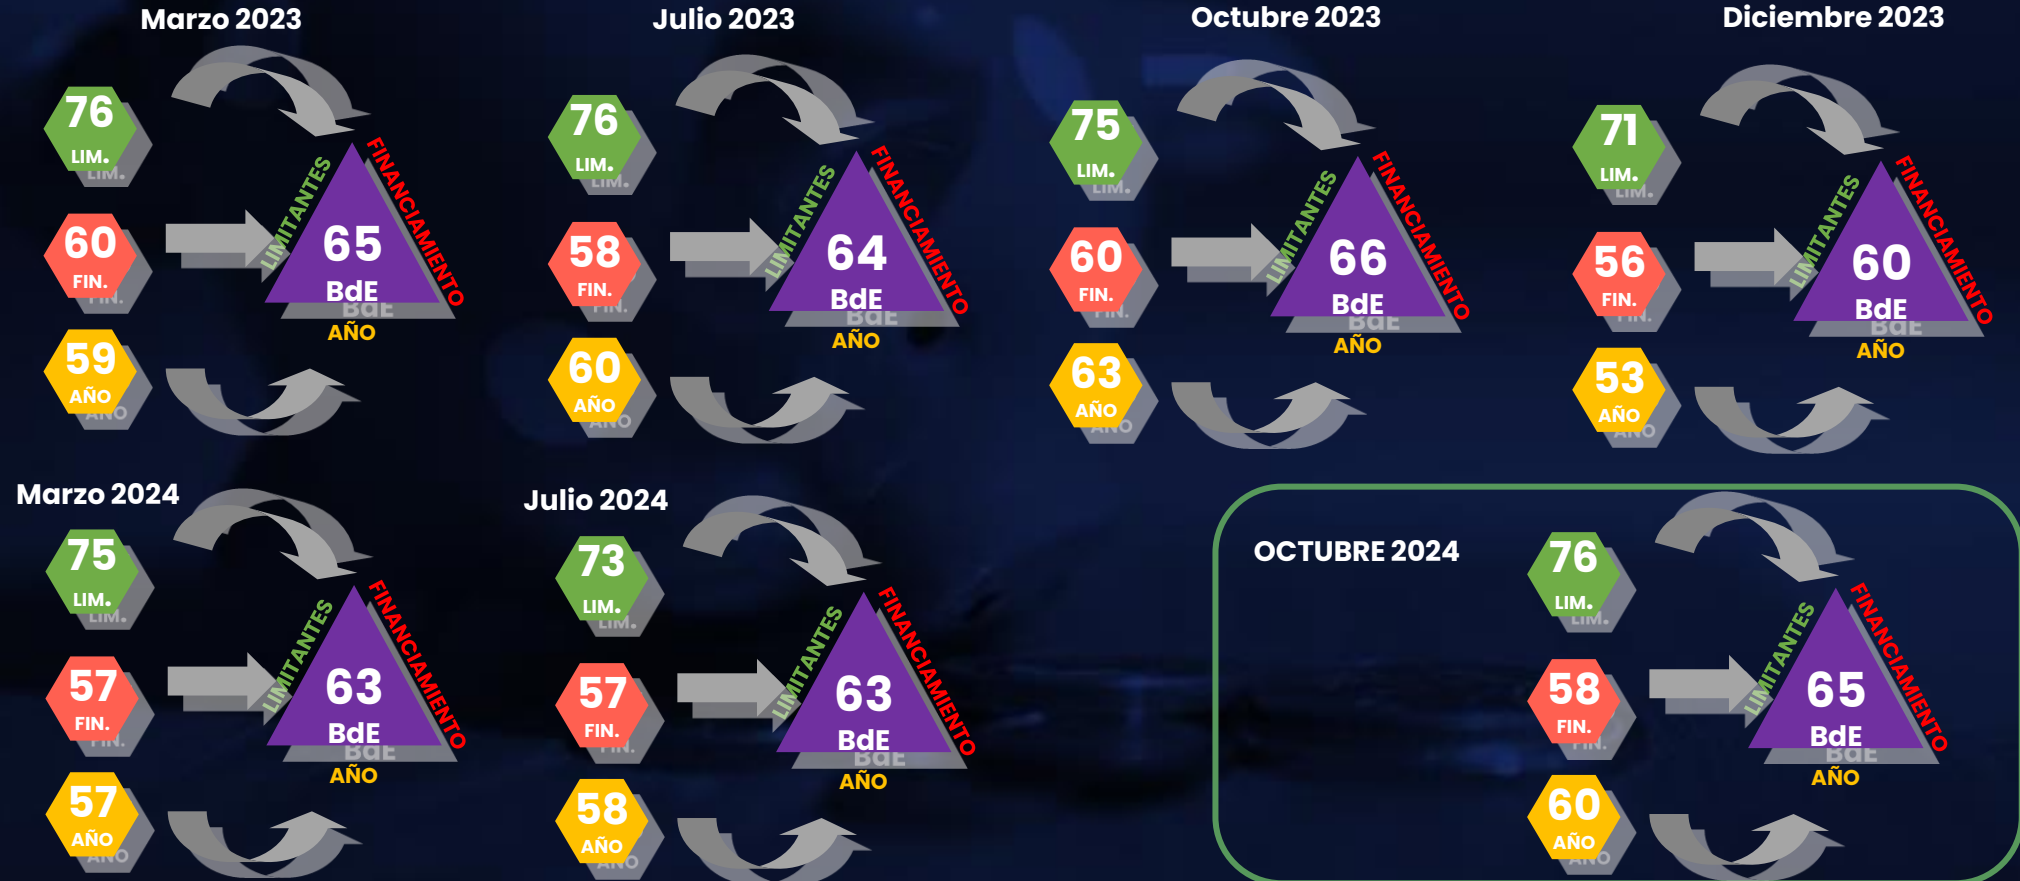 Marzo 2023
76
LIM.
60
FIN.
59
AÑO
LIMITANTES
FINANCIAMIENTO
65
BdE
AÑO
Julio 2023
76
LIM.
58
FIN.
60
AÑO
LIMITANTES
FINANCIAMIENTO
64
BdE
AÑO
Octubre 2023
75
LIM.
60
FIN.
63
AÑO
LIMITANTES
FINANCIAMIENTO
66
BdE
AÑO
Diciembre 2023
71
LIM.
56
FIN.
53
AÑO
LIMITANTES
FINANCIAMIENTO
60
BdE
AÑO
Marzo 2024
75
LIM.
57
FIN.
57
AÑO
LIMITANTES
FINANCIAMIENTO
63
BdE
AÑO
Julio 2024
73
LIM.
57
FIN.
58
AÑO
LIMITANTES
FINANCIAMIENTO
63
BdE
AÑO
OCTUBRE 2024
76
LIM.
58
FIN.
60
AÑO
LIMITANTES
FINANCIAMIENTO
65
BdE
AÑO